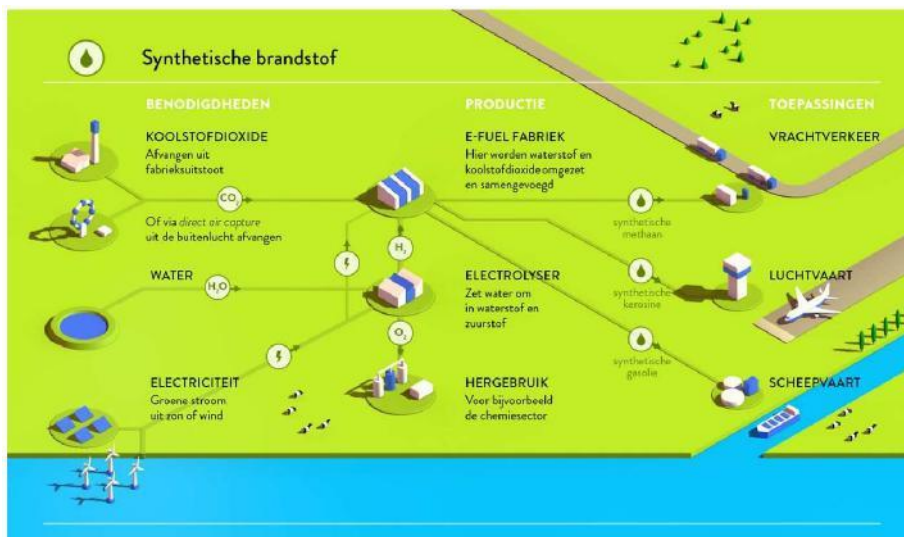 Synthetische brandstof
BENODIGDHEDEN
KOOLSTOFDIOXIDE
Afvangen uit
fabrieksuitstoot
CO₂
Of via direct air capture
uit de buitenlucht afvangen
WATER
H₂O
ELECTRICITEIT
Groene stroom
uit zon of wind
PRODUCTIE
E-FUEL FABRIEK
Hier worden waterstof en
koolstofdioxide omgezet
en samengevoegd
H₂
ELECTROLYSER
Zet water om
in waterstof en
zuurstof
O₂
HERGEBRUIK
Voor bijvoorbeeld
de chemiesector
TOEPASSINGEN
VRACHTVERKEER
synthetische
methaan
LUCHTVAART
synthetische
kerosine
SCHEEPVAART
synthetische
gasolie